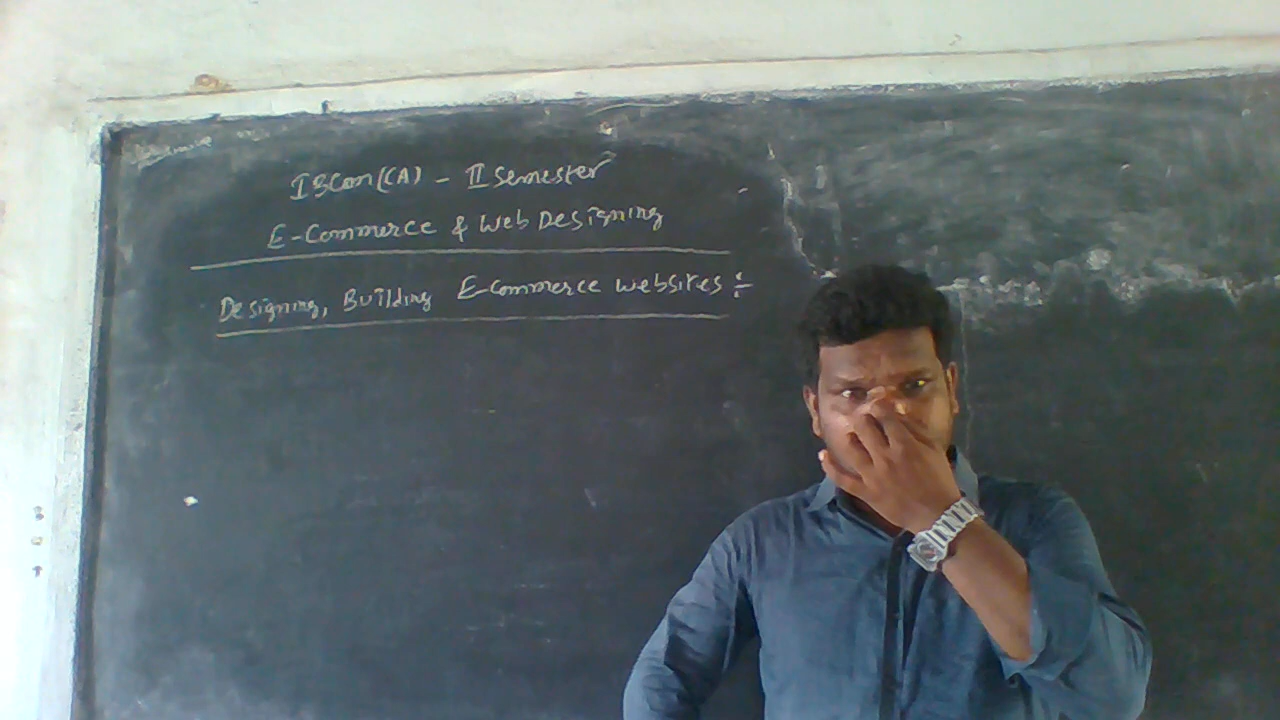 I BCom(CA) - II Semester
E-Commerce & Web Designing
Designing, Building E-Commerce Websites :-